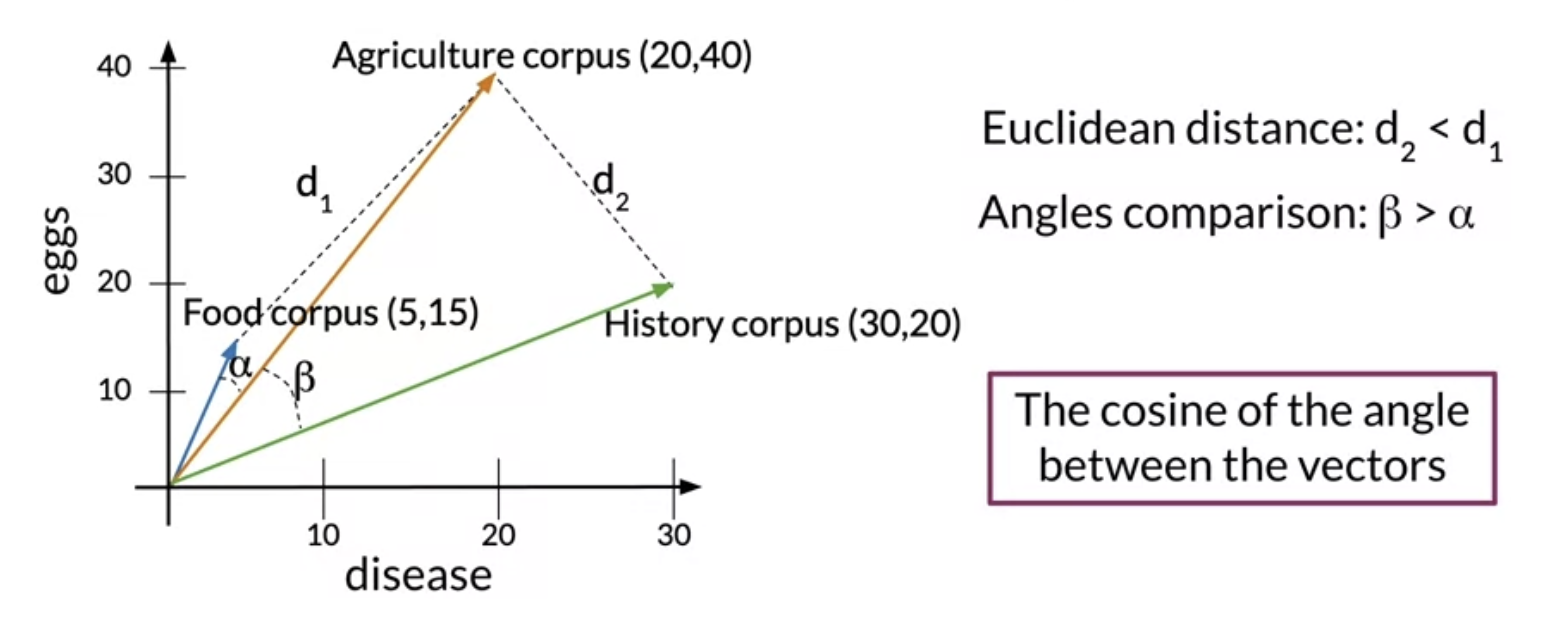 Agriculture corpus (20,40)
40
30
20
10
eggs
d1
d2
Food corpus (5,15)
α
β
History corpus (30,20)
10 20 30
disease
Euclidean distance: d2 < d1
Angles comparison: β > α
The cosine of the angle
between the vectors